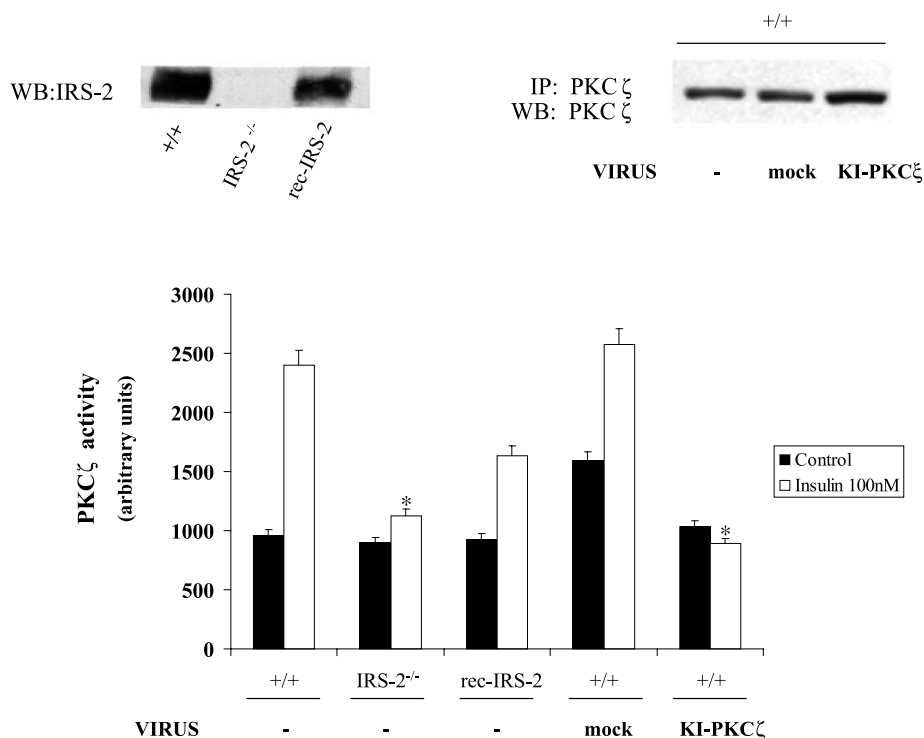 +/+
WB:IRS-2
+/+
IRS-2 -/-
rec-IRS-2
IP: PKC ζ
WB: PKC ζ
VIRUS - mock KI-PKCξ
3000
2500
2000
1500
1000
500
0
PKCζ activity
(arbitrary units)
*
*
Control
Insulin 100nM
+/+ IRS-2-/- rec-IRS-2 +/+ +/+
VIRUS - - - mock KI-PKCζ